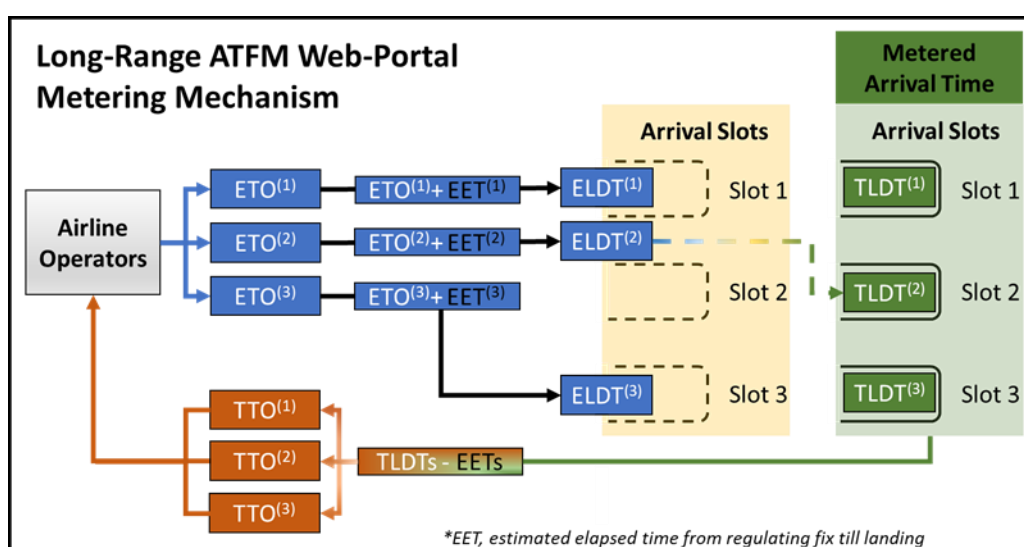 Long-Range ATFM Web-Portal
Metering Mechanism
Metered
Arrival Time
Arrival Slots
Arrival Slots
Airline
Operators
ETO(1)
ETO(1)+ EET(1)
ELDT(1)
Slot 1
TLDT(1)
Slot 1
ETO(2)
ETO(2)+ EET(2)
ELDT(2)
ETO(3)
ETO(3)+ EET(3)
Slot 2
TLDT(2)
Slot 2
ELDT(3)
Slot 3
TLDT(3)
Slot 3
TTO(1)
TTO(2)
TLDTs - EETs
TTO(3)
*EET, estimated elapsed time from regulating fix till landing